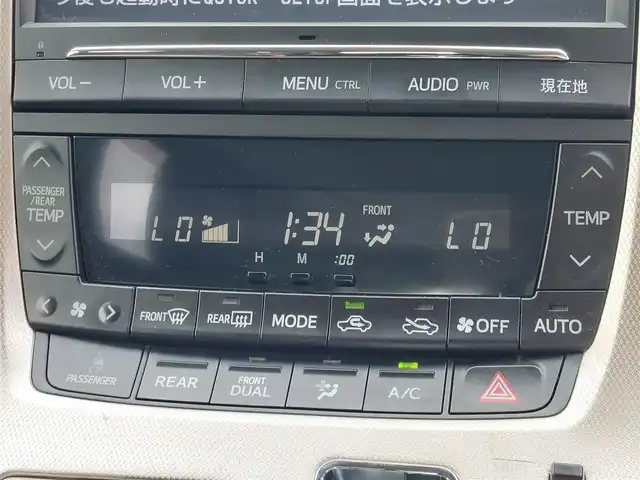 VOL− VOL+ MENU CTRL AUDIO PWR 現在地
PASSENGER
/REAR
TEMP
LO 1:34 FRONT LO
H M :00
TEMP
FRONT REAR MODE OFF AUTO
PASSENGER REAR FRONT DUAL A/C